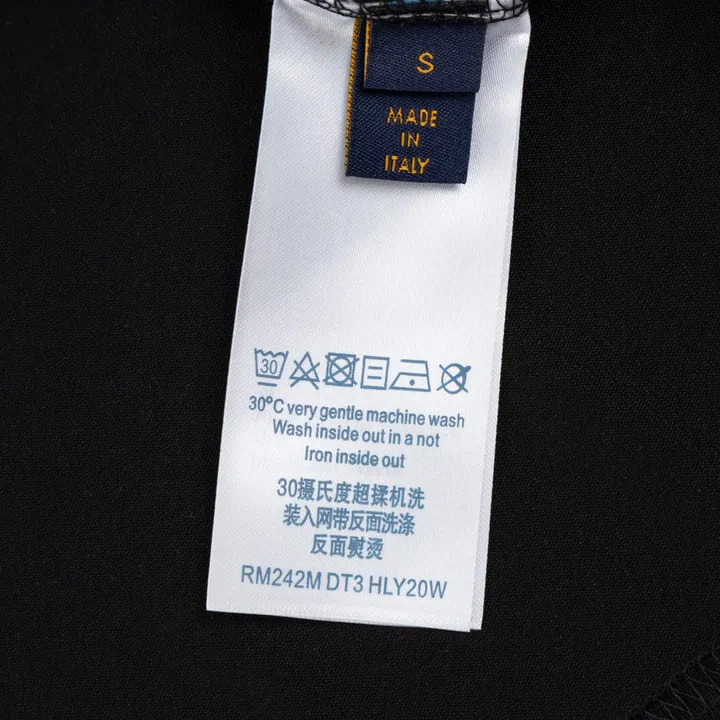 S
MADE
IN
ITALY
30
30°C very gentle machine wash
Wash inside out in a not
Iron inside out
30摄氏度超揉机洗
装入网带反面洗涤
反面熨烫
RM242M DT3 HLY20W